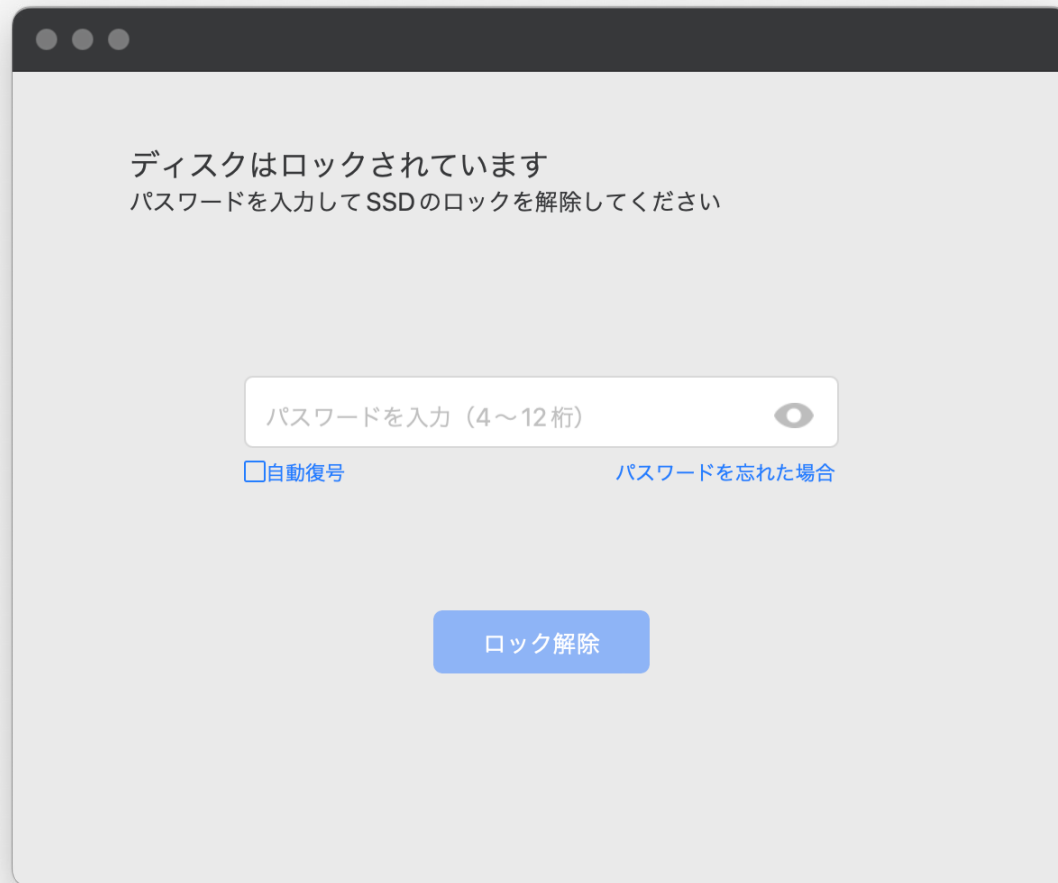 ディスクはロックされています
パスワードを入力してSSDのロックを解除してください
パスワードを入力（4〜12桁）
自動復号
パスワードを忘れた場合
ロック解除